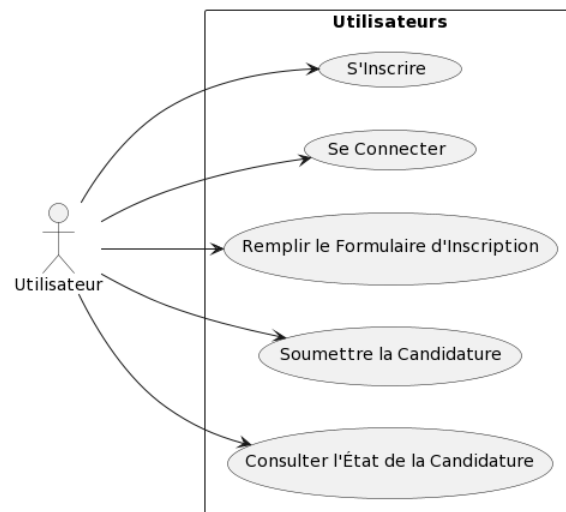 Utilisateurs
S'Inscrire
Se Connecter
Remplir le Formulaire d'Inscription
Utilisateur
Soumettre la Candidature
Consulter l'État de la Candidature